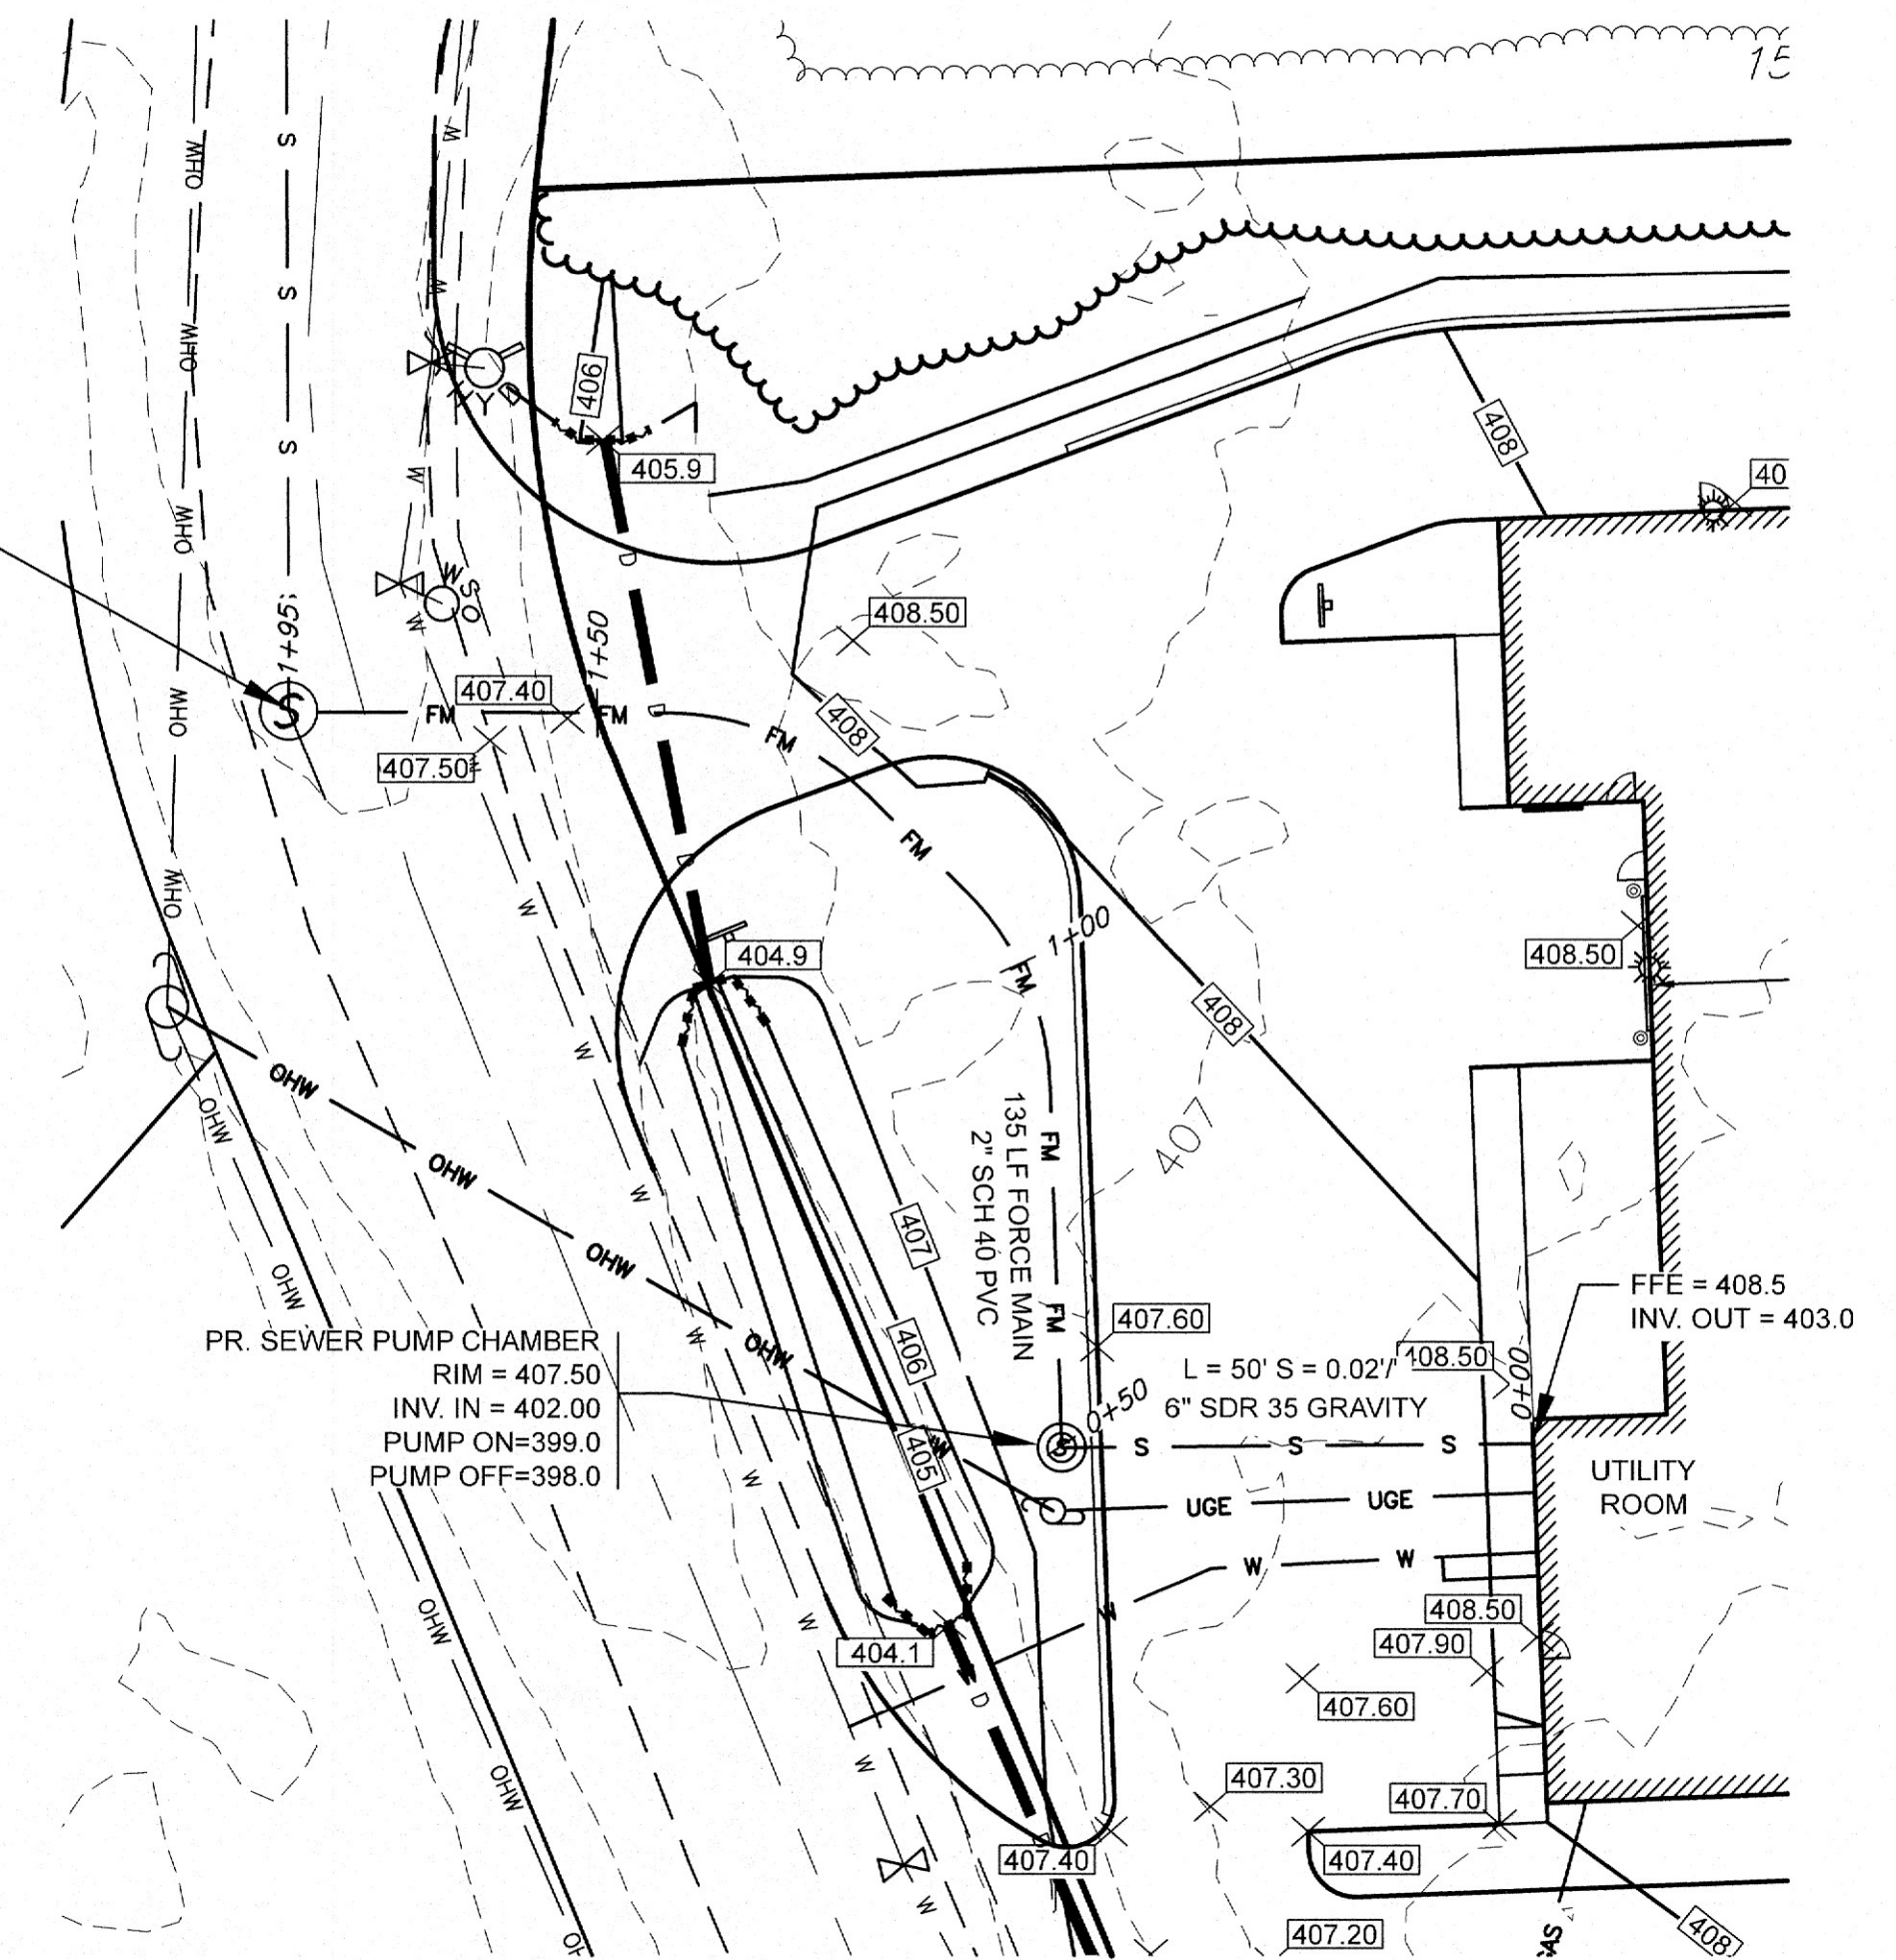 15
OHW
S
W
OHW
S
W
406
OHW
S
W
405.9
408
40
D
OHW
W
W S O
1+95
1+50
408.50
407.40
FM
FM
D
OHW
FM
408
407.50
D
FM
OHW
W
1+00
404.9
FM
408.50
408
W
OHW
OHW
135 LF FORCE MAIN
2" SCH 40 PVC
FM
407
OHW
W
407
OHW
OHW
FM
407.60
FFE = 408.5
INV. OUT = 403.0
W
OHW
406
PR. SEWER PUMP CHAMBER
RIM = 407.50
INV. IN = 402.00
PUMP ON=399.0
PUMP OFF=398.0
L = 50' S = 0.02'/'
408.50
0+00
6" SDR 35 GRAVITY
0+50
405
S
S
S
S
UTILITY
ROOM
W
UGE
UGE
W
W
OHW
W
408.50
404.1
407.90
D
407.60
W
OHW
407.30
407.70
407.40
407.40
W
407.20
408